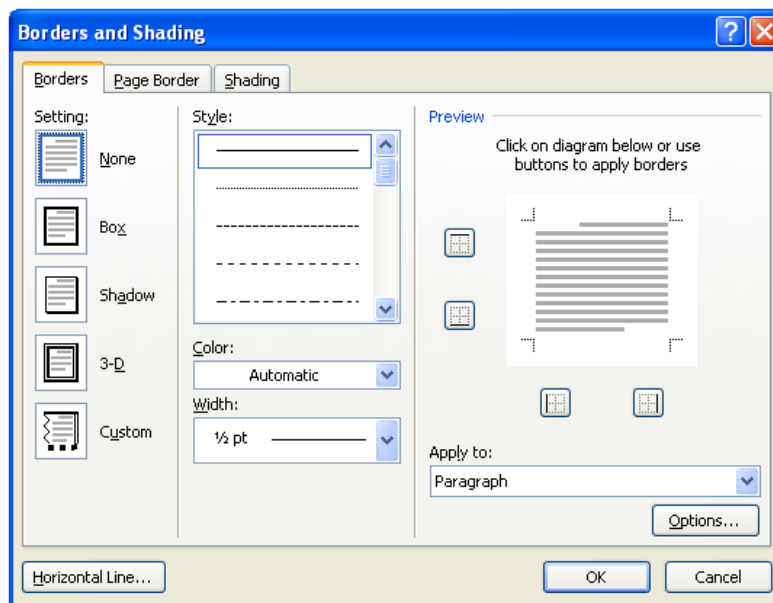 Borders and Shading
Borders
Page Border
Shading
Setting:
None
Box
Shadow
3-D
Custom
Style:
Color:
Automatic
Width:
½ pt
Preview
Click on diagram below or use
buttons to apply borders
Apply to:
Paragraph
Options...
Horizontal Line...
OK
Cancel